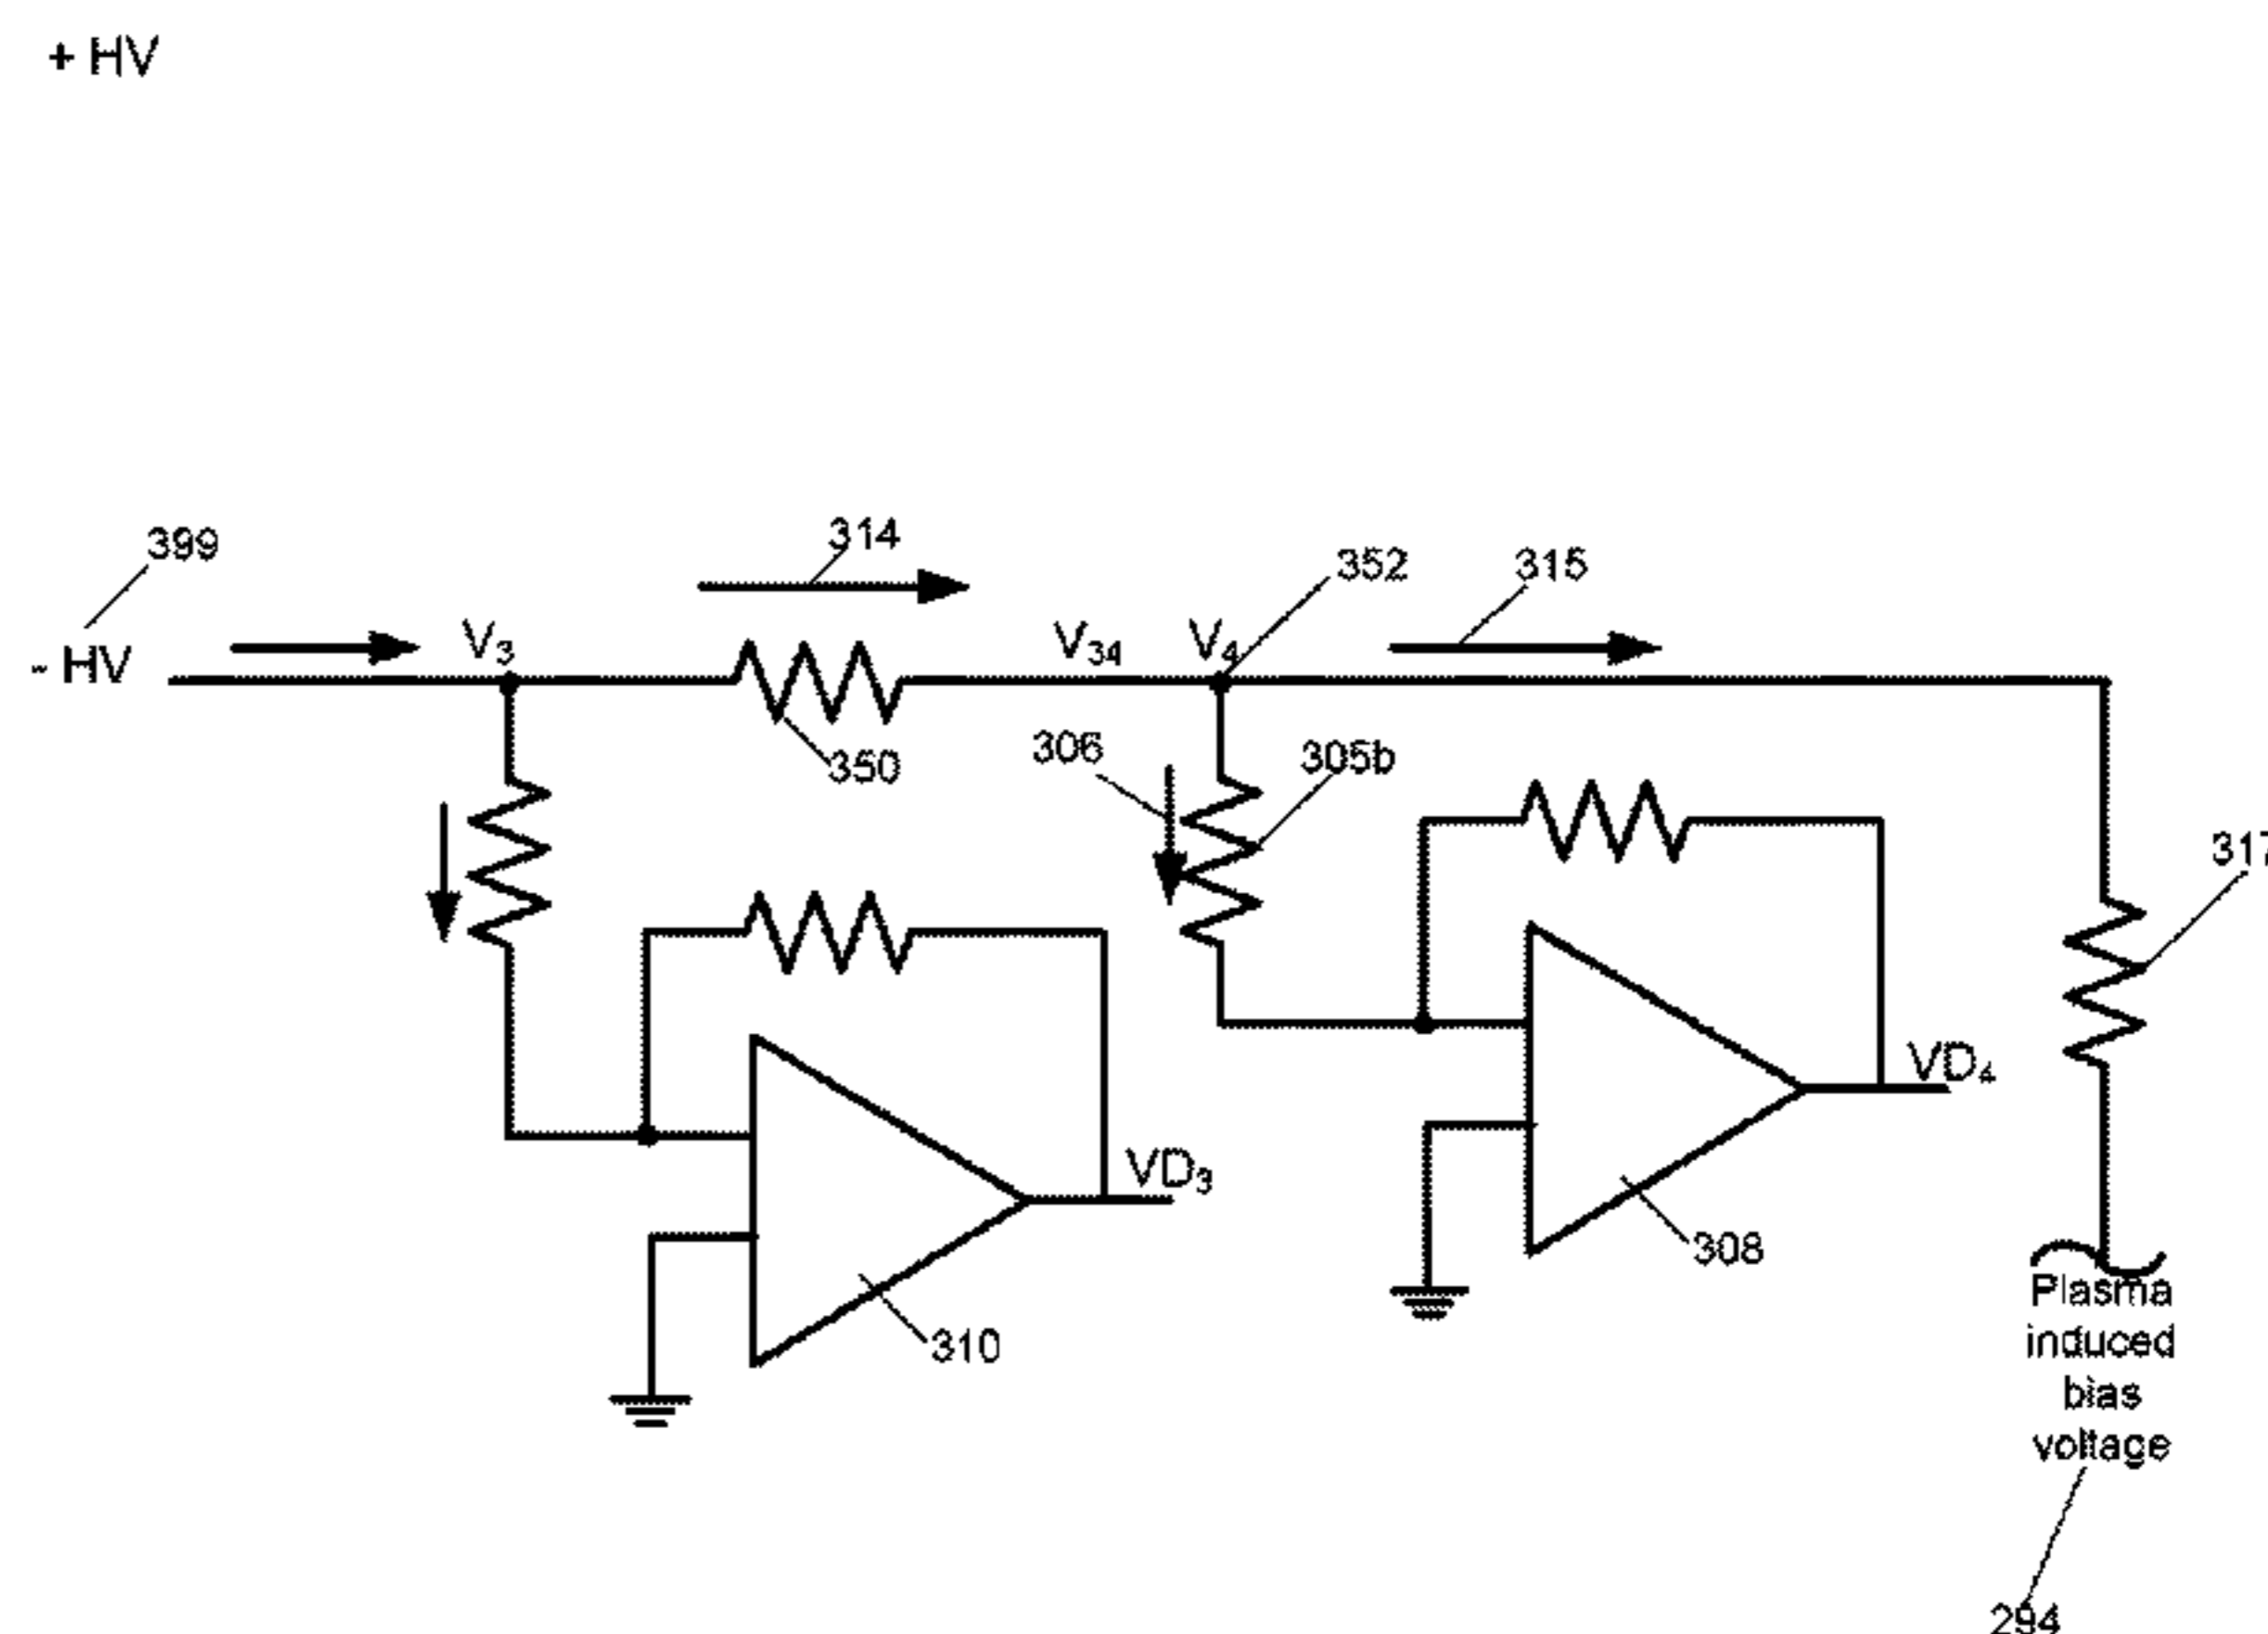 + HV
399
314
352
315
- HV
V3
V34
V4
350
306
305b
317
VD4
VD3
308
310
Plasma
induced
bias
voltage
294